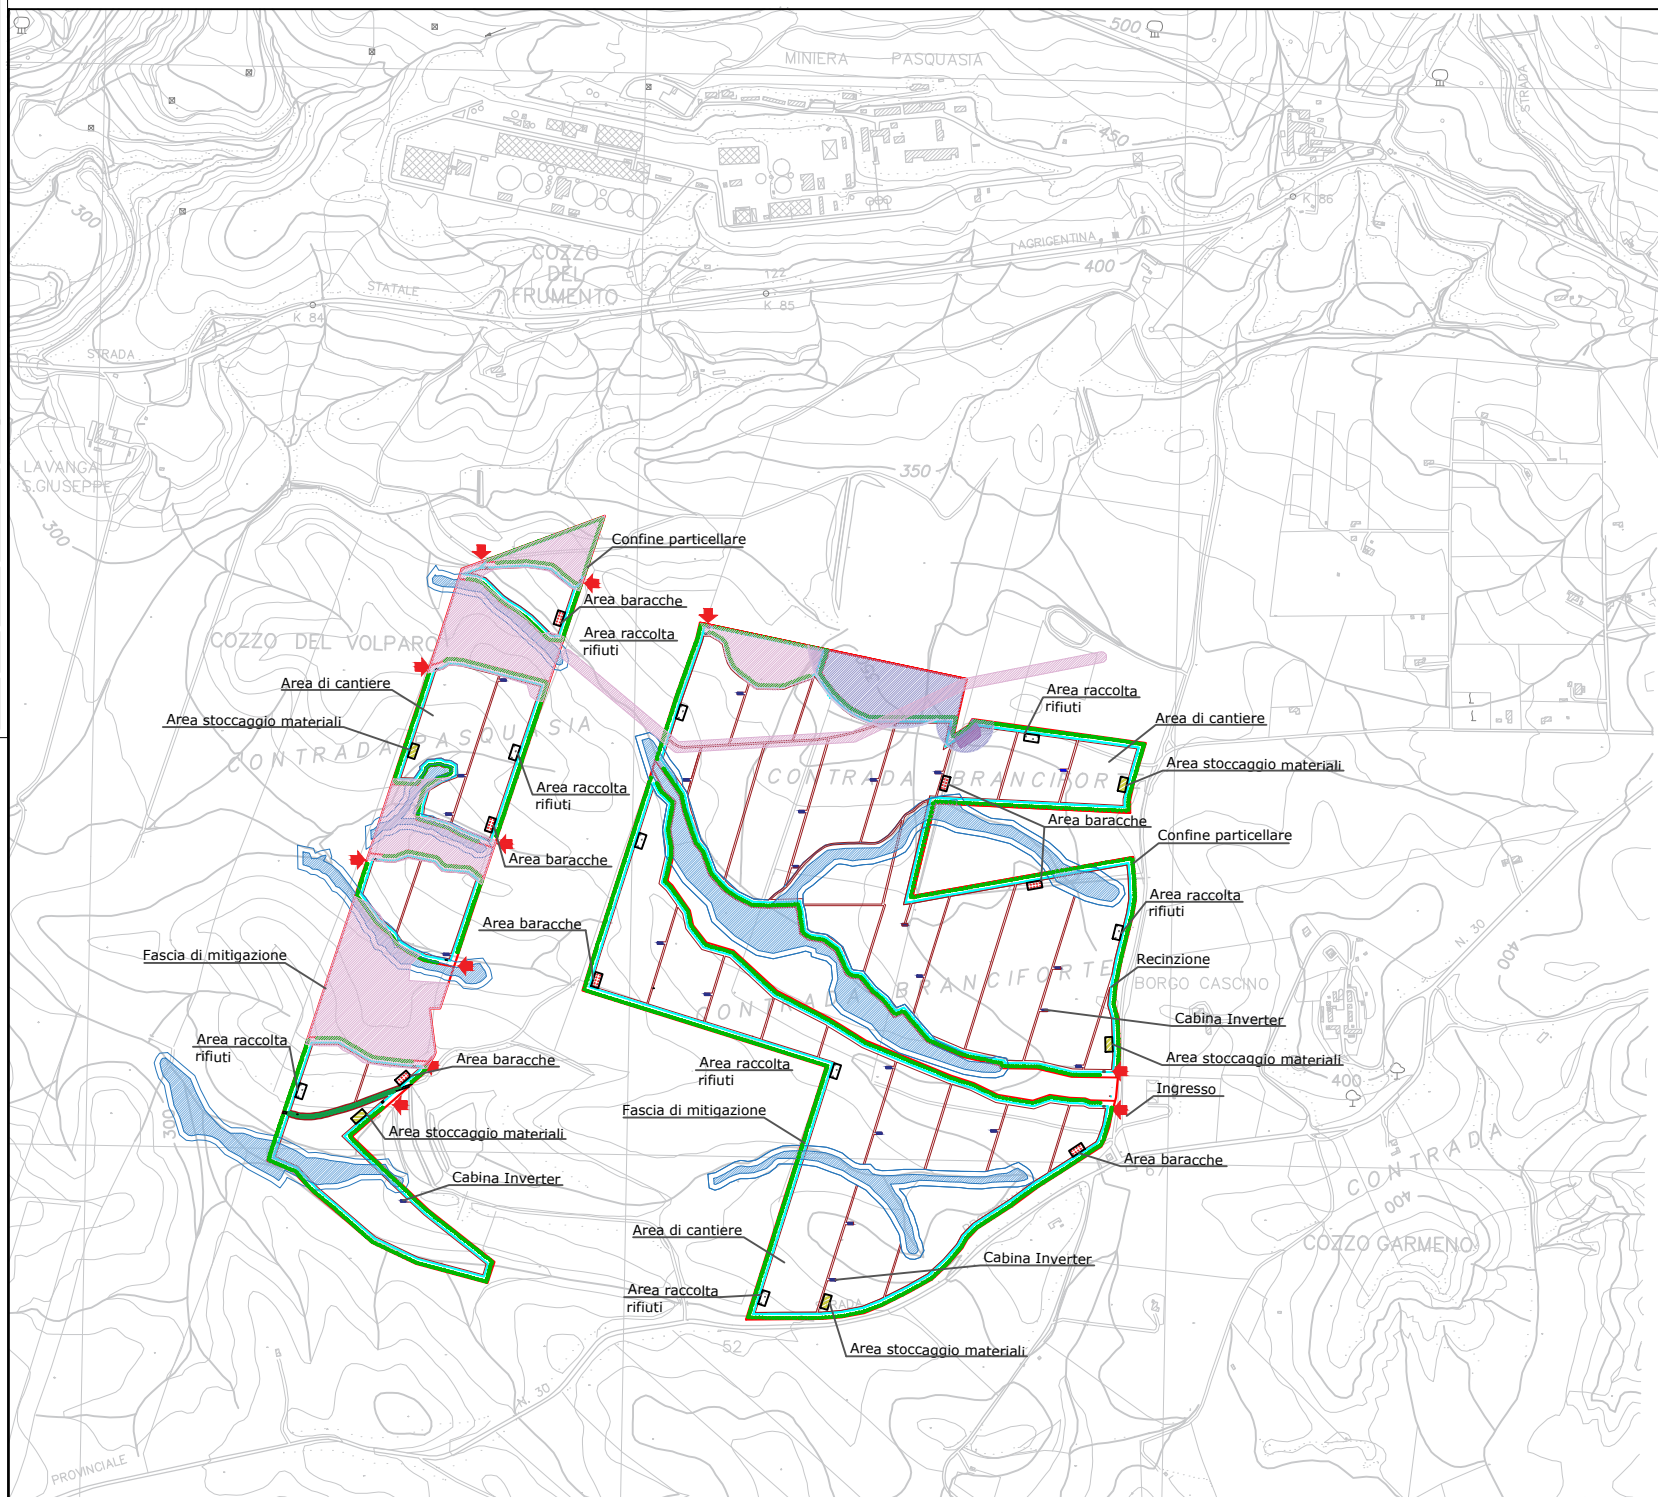 500
MINIERA PASQUASIA
STRADA
450
300
K 86
AGRIGENTINA
COZZO
DEL
FRUMENTO
122
400
STATALE
K 85
K 84
STRADA
LAVANGA
S.GIUSEPPE
350
300
Confine particellare
Area baracche
Area raccolta
rifiuti
COZZO DEL VOLPARO
Area di cantiere
Area raccolta
rifiuti
Area stoccaggio materiali
Area di cantiere
CONTRADA PASQUASIA
Area stoccaggio materiali
CONTRADA BRANCIFORTE
Area raccolta
rifiuti
Area baracche
Confine particellare
Area baracche
Area raccolta
rifiuti
Area baracche
N. 30
Fascia di mitigazione
Recinzione
400
CONTRADA BRANCIFORTE
BORGO CASCINO
Cabina Inverter
Area raccolta
rifiuti
Area baracche
Area raccolta
rifiuti
Area stoccaggio materiali
400
Ingresso
Fascia di mitigazione
300
Area stoccaggio materiali
Area baracche
CONTRADA
Cabina Inverter
400
Area di cantiere
COZZO GARMENO
Cabina Inverter
Area raccolta
rifiuti
STRADA
52
Area stoccaggio materiali
N. 30
PROVINCIALE